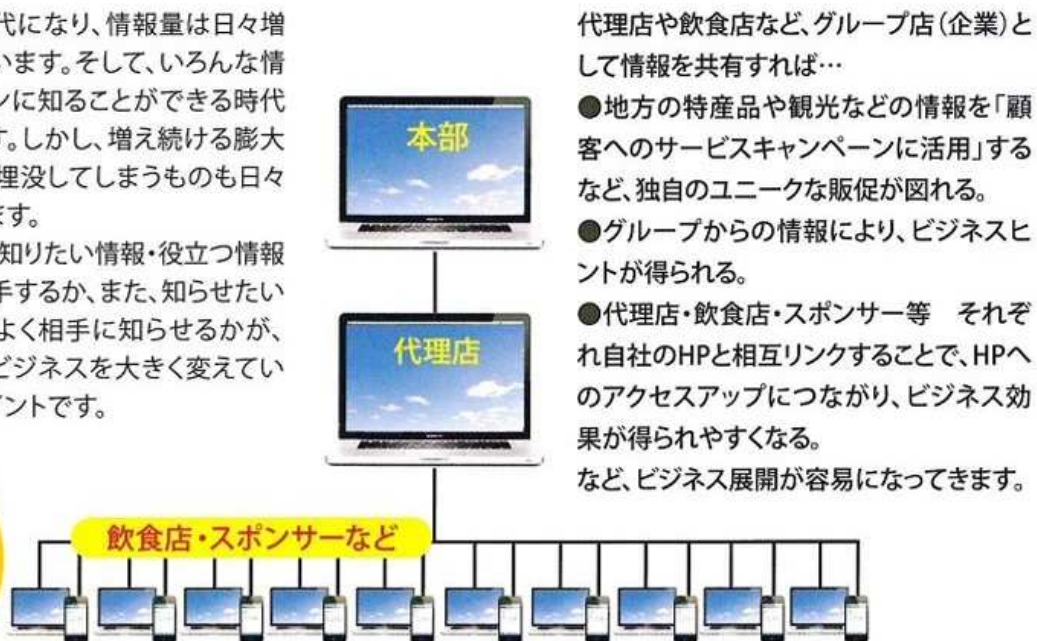 代になり、情報量は日々増
います。そして、いろんな情
ンに知ることができる時代
す。しかし、増え続ける膨大
埋没してしまうものも日々
ます。
知りたい情報・役立つ情報
手するか、また、知らせたい
よく相手に知らせるかが、
ビジネスを大きく変えてい
イントです。
本部
代理店
飲食店・スポンサーなど
代理店や飲食店など、グループ店(企業)と
して情報を共有すれば…
●地方の特産品や観光などの情報を「顧
客へのサービスキャンペーンに活用」する
など、独自のユニークな販促が図れる。
●グループからの情報により、ビジネスヒ
ントが得られる。
●代理店・飲食店・スポンサー等　それぞ
れ自社のHPと相互リンクすることで、HPへ
のアクセスアップにつながり、ビジネス効
果が得られやすくなる。
など、ビジネス展開が容易になってきます。